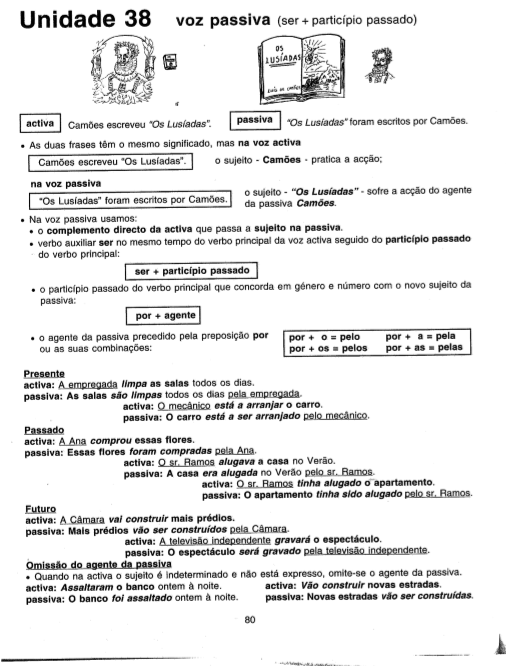 Unidade 38 voz passiva (ser + particípio passado)
OS
LUSÍADAS
LUÍS DE CAMÕES
activa Camões escreveu "Os Lusíadas". passiva "Os Lusíadas" foram escritos por Camões.
• As duas frases têm o mesmo significado, mas na voz activa
Camões escreveu "Os Lusíadas". o sujeito - Camões - pratica a acção;
na voz passiva
"Os Lusíadas" foram escritos por Camões. o sujeito - "Os Lusíadas" - sofre a acção do agente
da passiva Camões.
• Na voz passiva usamos:
• o complemento directo da activa que passa a sujeito na passiva.
• verbo auxiliar ser no mesmo tempo do verbo principal da voz activa seguido do particípio passado
do verbo principal:
ser + particípio passado
• o particípio passado do verbo principal que concorda em género e número com o novo sujeito da
passiva:
por + agente
• o agente da passiva precedido pela preposição por
ou as suas combinações:
por + o = pelo por + a = pela
por + os = pelos por + as = pelas
Presente
activa: A empregada limpa as salas todos os dias.
passiva: As salas são limpas todos os dias pela empregada.
activa: O mecânico está a arranjar o carro.
passiva: O carro está a ser arranjado pelo mecânico.
Passado
activa: A Ana comprou essas flores.
passiva: Essas flores foram compradas pela Ana.
activa: O sr. Ramos alugava a casa no Verão.
passiva: A casa era alugada no Verão pelo sr. Ramos.
activa: O sr. Ramos tinha alugado o apartamento.
passiva: O apartamento tinha sido alugado pelo sr. Ramos.
Futuro
activa: A Câmara vai construir mais prédios.
passiva: Mais prédios vão ser construídos pela Câmara.
activa: A televisão independente gravará o espectáculo.
passiva: O espectáculo será gravado pela televisão independente.
Omissão do agente da passiva
• Quando na activa o sujeito é indeterminado e não está expresso, omite-se o agente da passiva.
activa: Assaltaram o banco ontem à noite. activa: Vão construir novas estradas.
passiva: O banco foi assaltado ontem à noite. passiva: Novas estradas vão ser construídas.
80